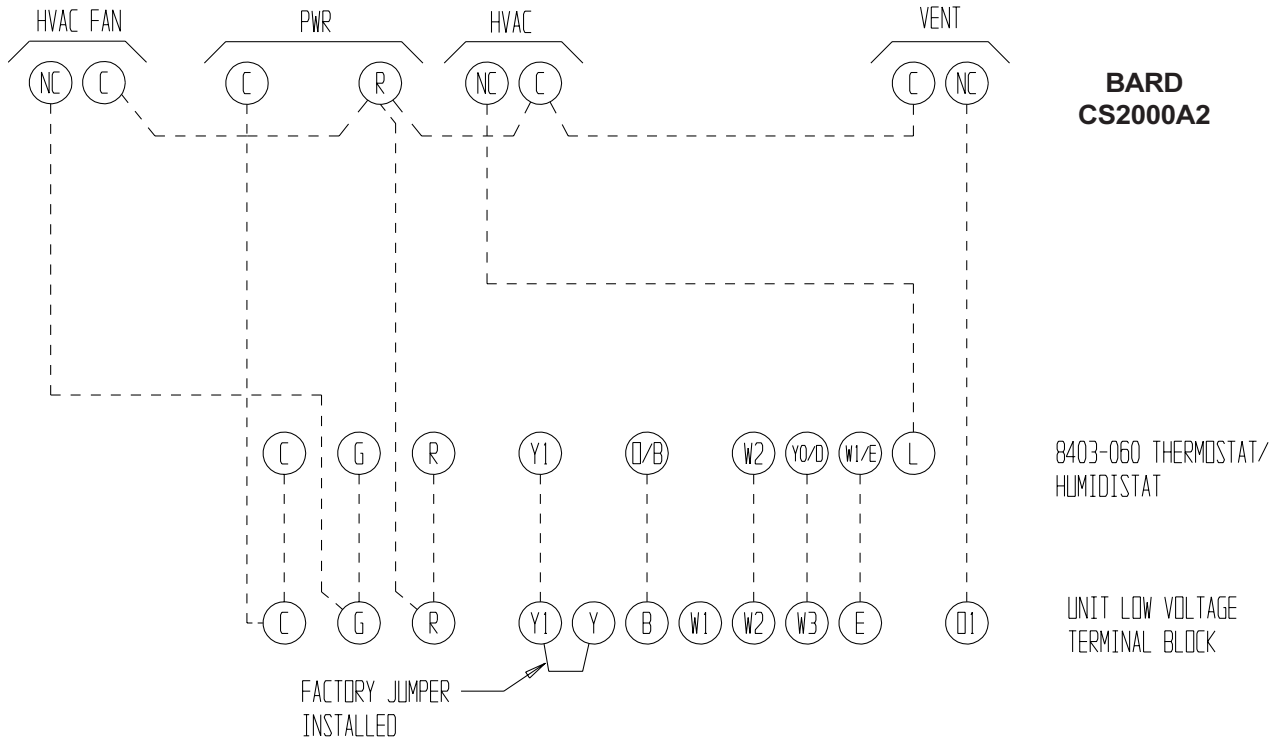 HVAC FAN PWR HVAC VENT
NC C C R NC C C NC
BARD
CS2000A2
C G R Y1 O/B W2 YO/D W1/E L
8403-060 THERMOSTAT/
HUMIDISTAT
C G R Y1 Y B W1 W2 W3 E O1
UNIT LOW VOLTAGE
TERMINAL BLOCK
FACTORY JUMPER
INSTALLED